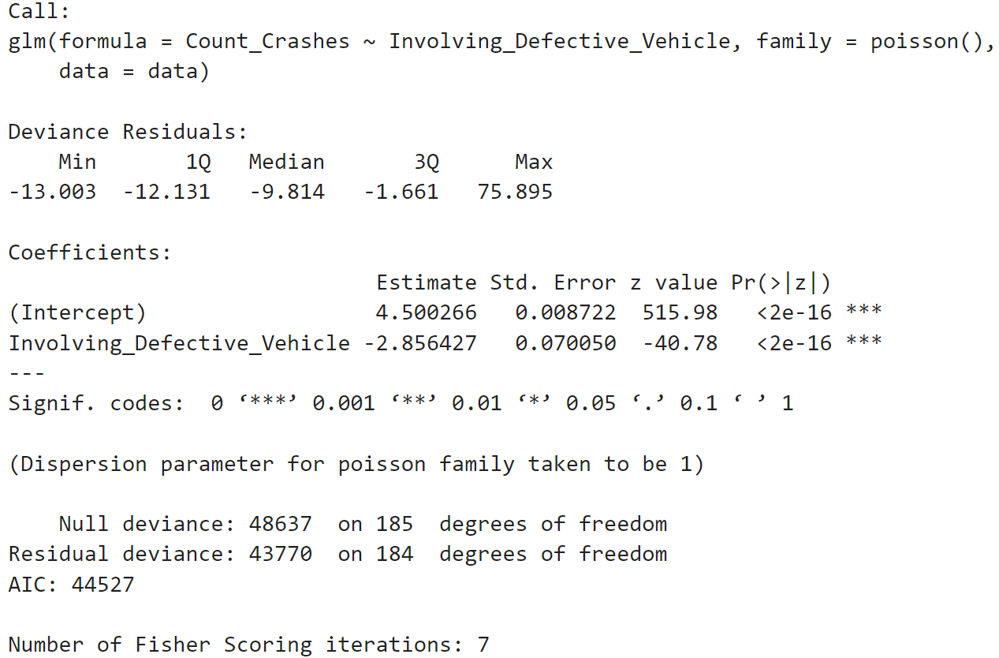 Call:
glm(formula = Count_Crashes ~ Involving_Defective_Vehicle, family = poisson(),
    data = data)

Deviance Residuals:
    Min       1Q   Median       3Q      Max
-13.003  -12.131   -9.814   -1.661   75.895

Coefficients:
                             Estimate Std. Error z value Pr(>|z|)
(Intercept)                  4.500266   0.008722  515.98   <2e-16 ***
Involving_Defective_Vehicle -2.856427   0.070050  -40.78   <2e-16 ***
---
Signif. codes:  0 ‘***’ 0.001 ‘**’ 0.01 ‘*’ 0.05 ‘.’ 0.1 ‘ ’ 1

(Dispersion parameter for poisson family taken to be 1)

    Null deviance: 48637  on 185  degrees of freedom
Residual deviance: 43770  on 184  degrees of freedom
AIC: 44527

Number of Fisher Scoring iterations: 7